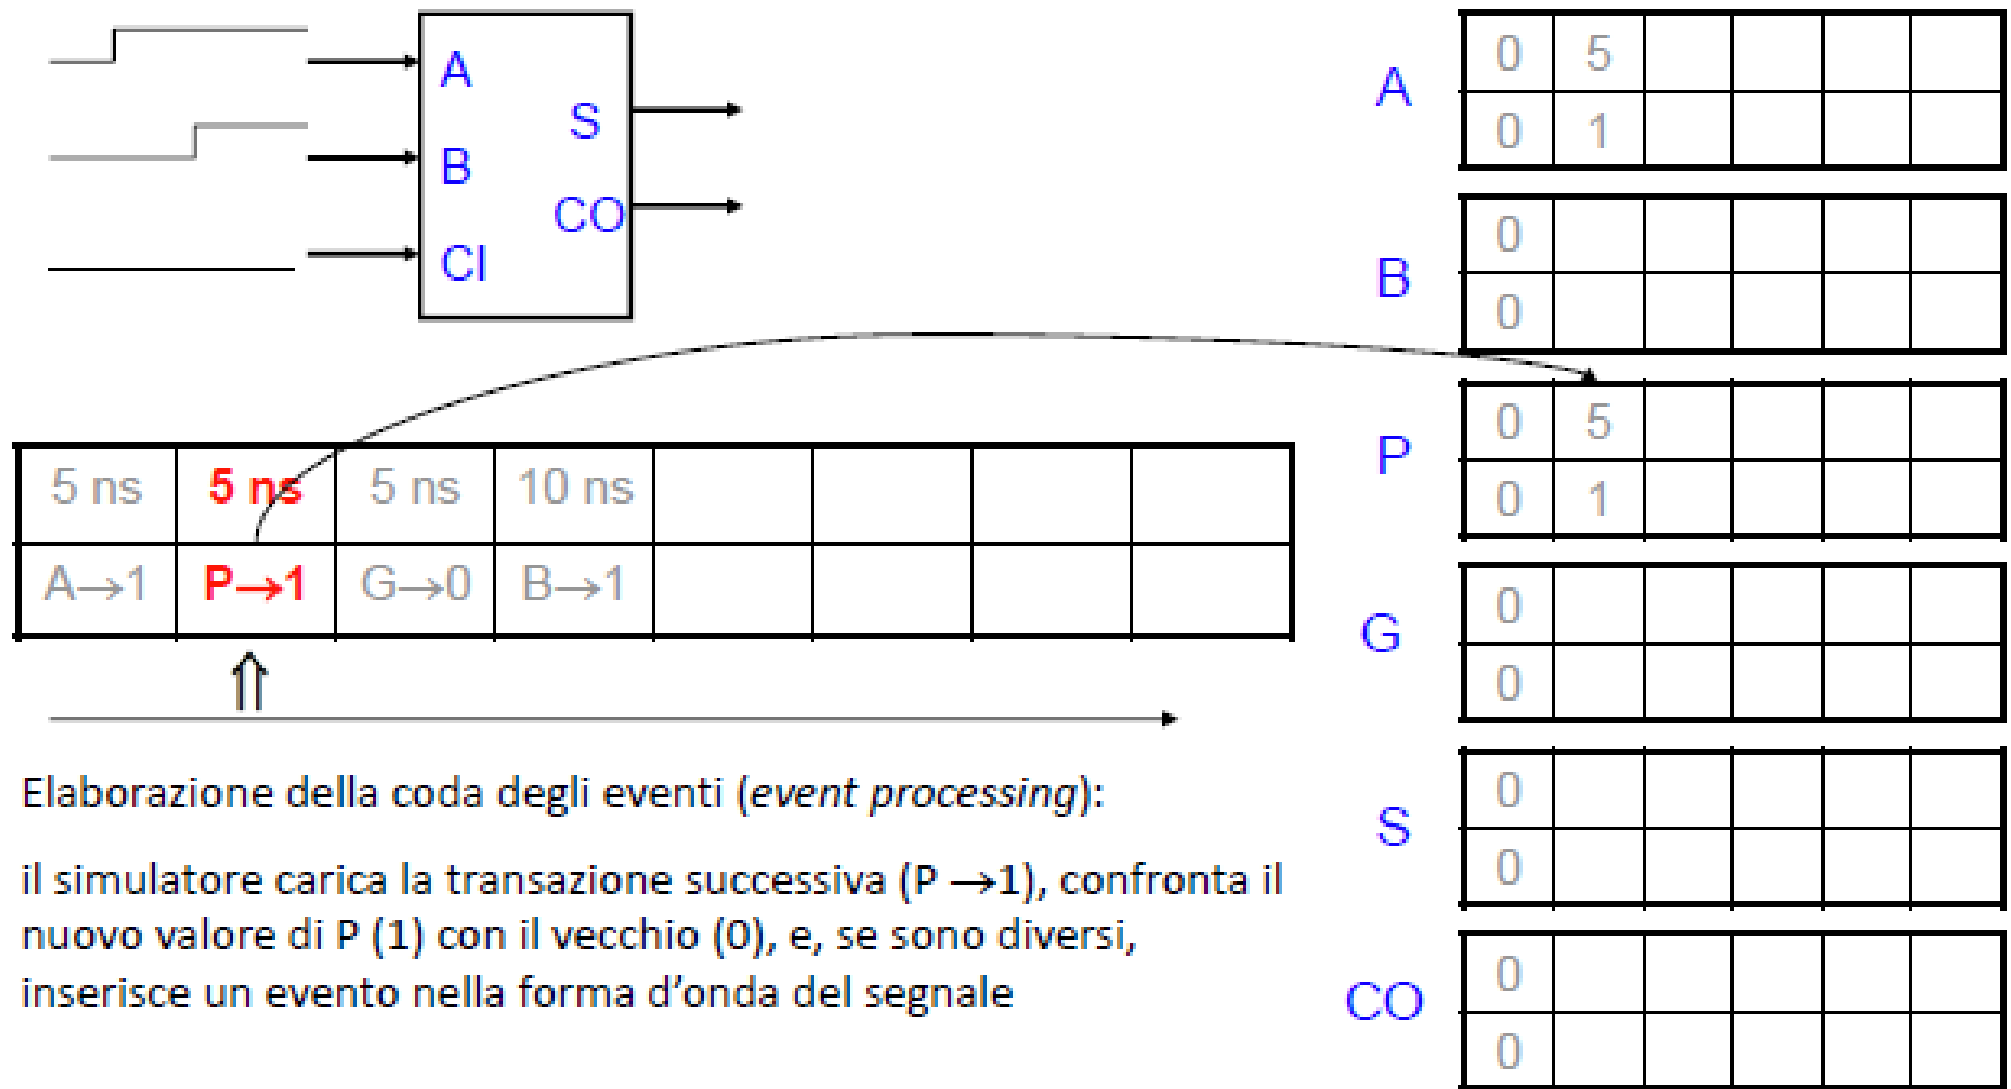 A
B
CI
S
CO
5 ns 5 ns 5 ns 10 ns
A→1 P→1 G→0 B→1
Elaborazione della coda degli eventi (event processing):
il simulatore carica la transazione successiva (P →1), confronta il
nuovo valore di P (1) con il vecchio (0), e, se sono diversi,
inserisce un evento nella forma d'onda del segnale
A
0 5
0 1
B
0
0
P
0 5
0 1
G
0
0
S
0
0
CO
0
0